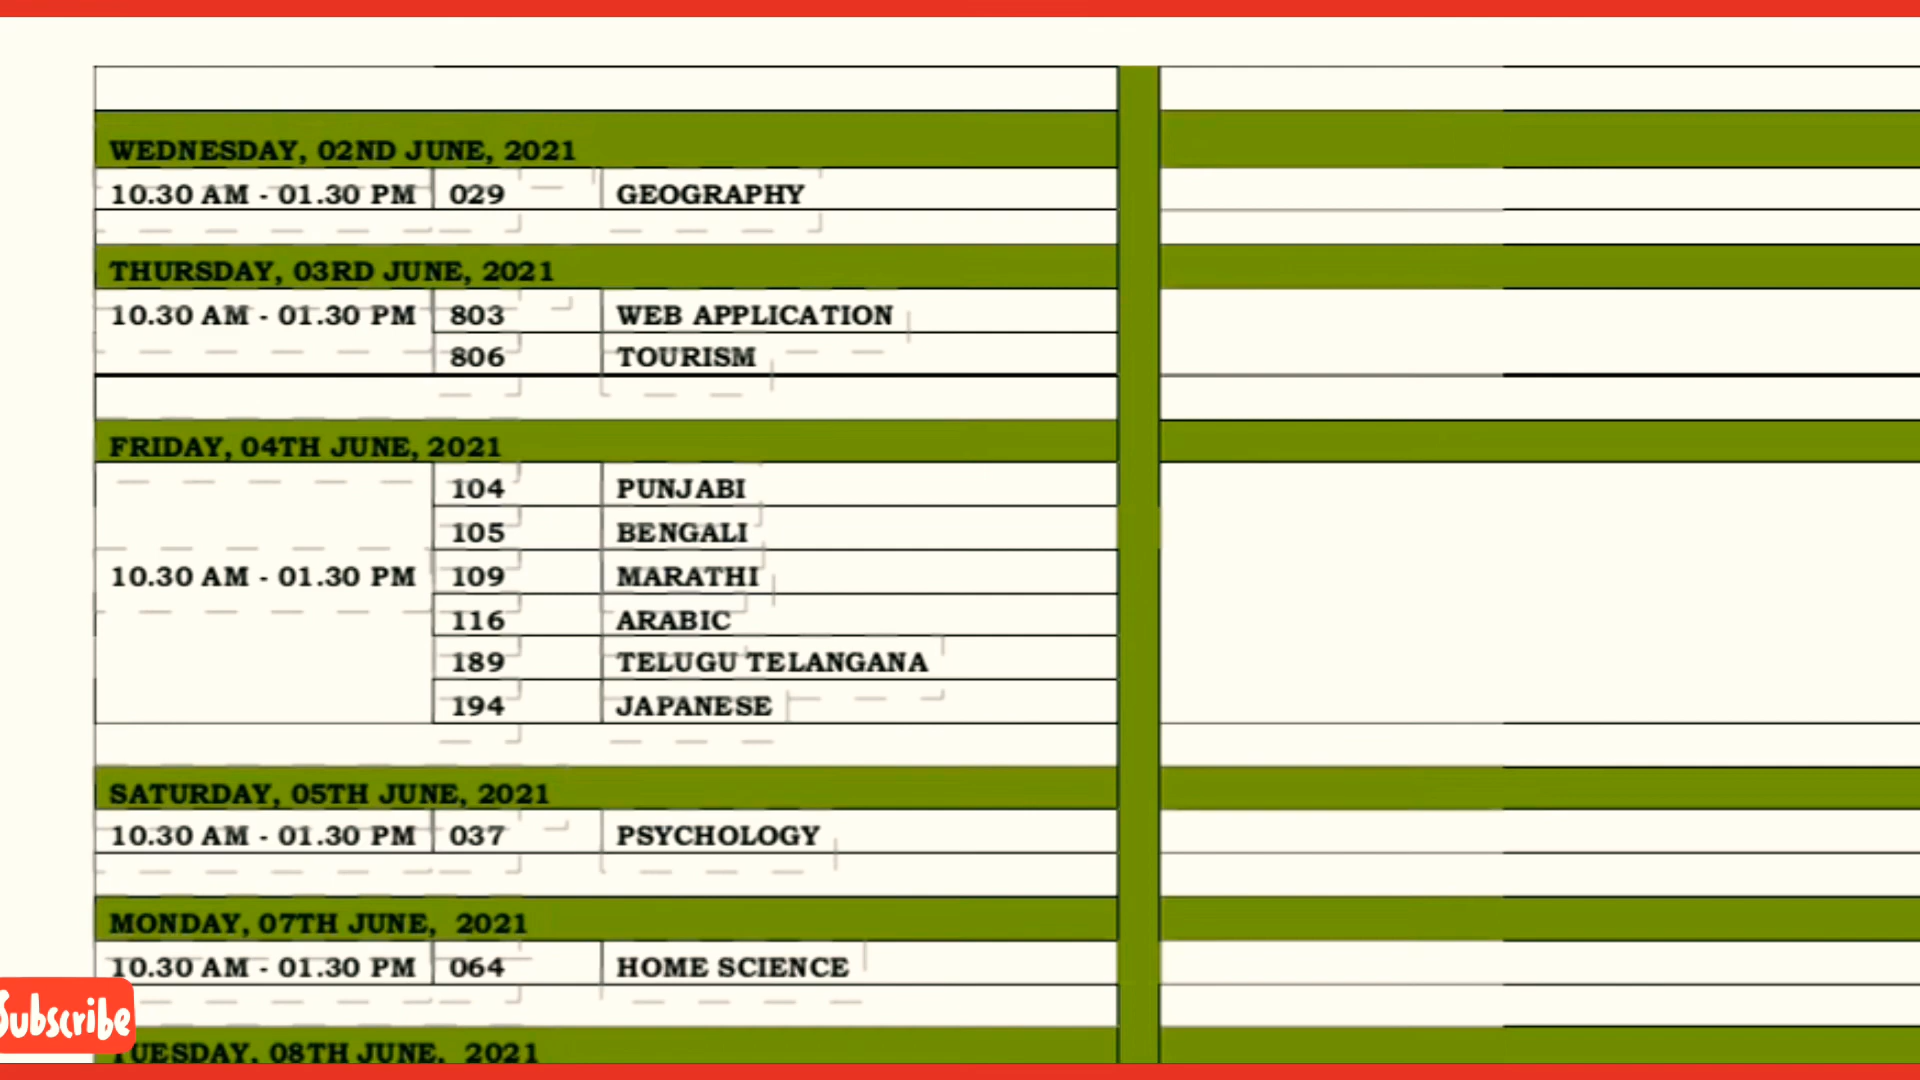 WEDNESDAY, 02ND JUNE, 2021
10.30 AM - 01.30 PM 029 GEOGRAPHY
THURSDAY, 03RD JUNE, 2021
10.30 AM - 01.30 PM 803 WEB APPLICATION
806 TOURISM
FRIDAY, 04TH JUNE, 2021
104 PUNJABI
105 BENGALI
10.30 AM - 01.30 PM 109 MARATHI
116 ARABIC
189 TELUGU TELANGANA
194 JAPANESE
SATURDAY, 05TH JUNE, 2021
10.30 AM - 01.30 PM 037 PSYCHOLOGY
MONDAY, 07TH JUNE, 2021
10.30 AM - 01.30 PM 064 HOME SCIENCE
Subscribe
TUESDAY, 08TH JUNE, 2021